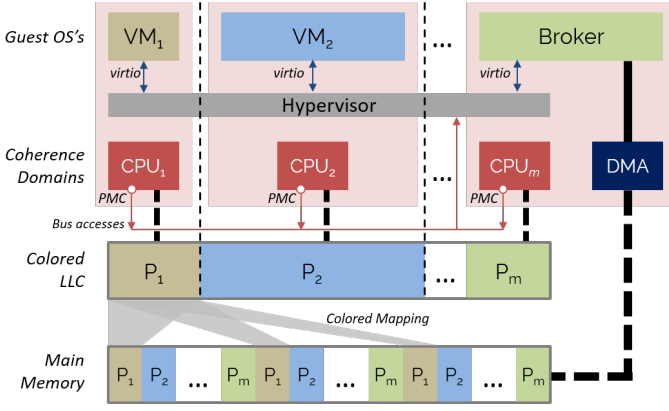 Guest OS's
VM1
VM2
...
Broker
virtio
virtio
virtio
Hypervisor
Coherence
Domains
CPU1
CPU2
...
CPUm
DMA
PMC
PMC
PMC
Bus accesses
Colored
LLC
P1
P2
...
Pm
Colored Mapping
Main
Memory
P1
P2
...
Pm
P1
P2
...
Pm
P1
P2
...
Pm